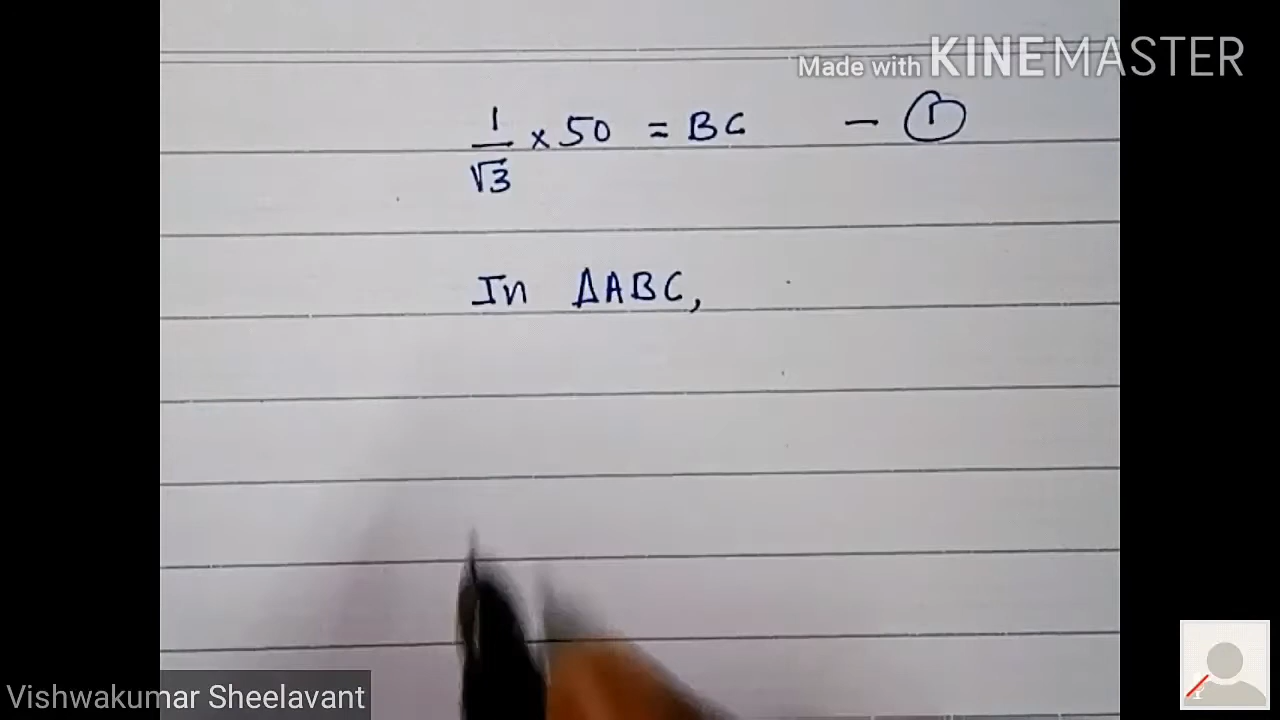 Made with KINEMASTER
1/√3 × 50 = BC — ①
In ΔABC,
Vishwakumar Sheelavant